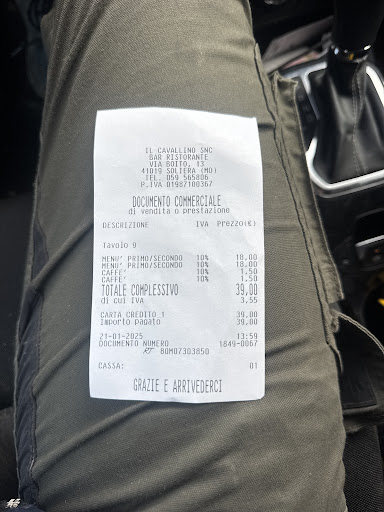 IL CAVALLINO SNC
BAR RISTORANTE
VIA BOITO, 13
41019 SOLIERA (MO)
TEL. 059 565806
P.IVA 01982100367
DOCUMENTO COMMERCIALE
di vendita o prestazione
DESCRIZIONE IVA Prezzo(€)
Tavolo 9
MENU' PRIMO/SECONDO 10% 18,00
MENU' PRIMO/SECONDO 10% 18,00
CAFFE' 10% 1,50
CAFFE' 10% 1,50
TOTALE COMPLESSIVO 39,00
di cui IVA 3,55
CARTA CREDITO 1 39,00
Importo pagato 39,00
21-01-2025 13:59
DOCUMENTO NUMERO 1849-0067
RT 80M07303850
CASSA: 01
GRAZIE E ARRIVEDERCI